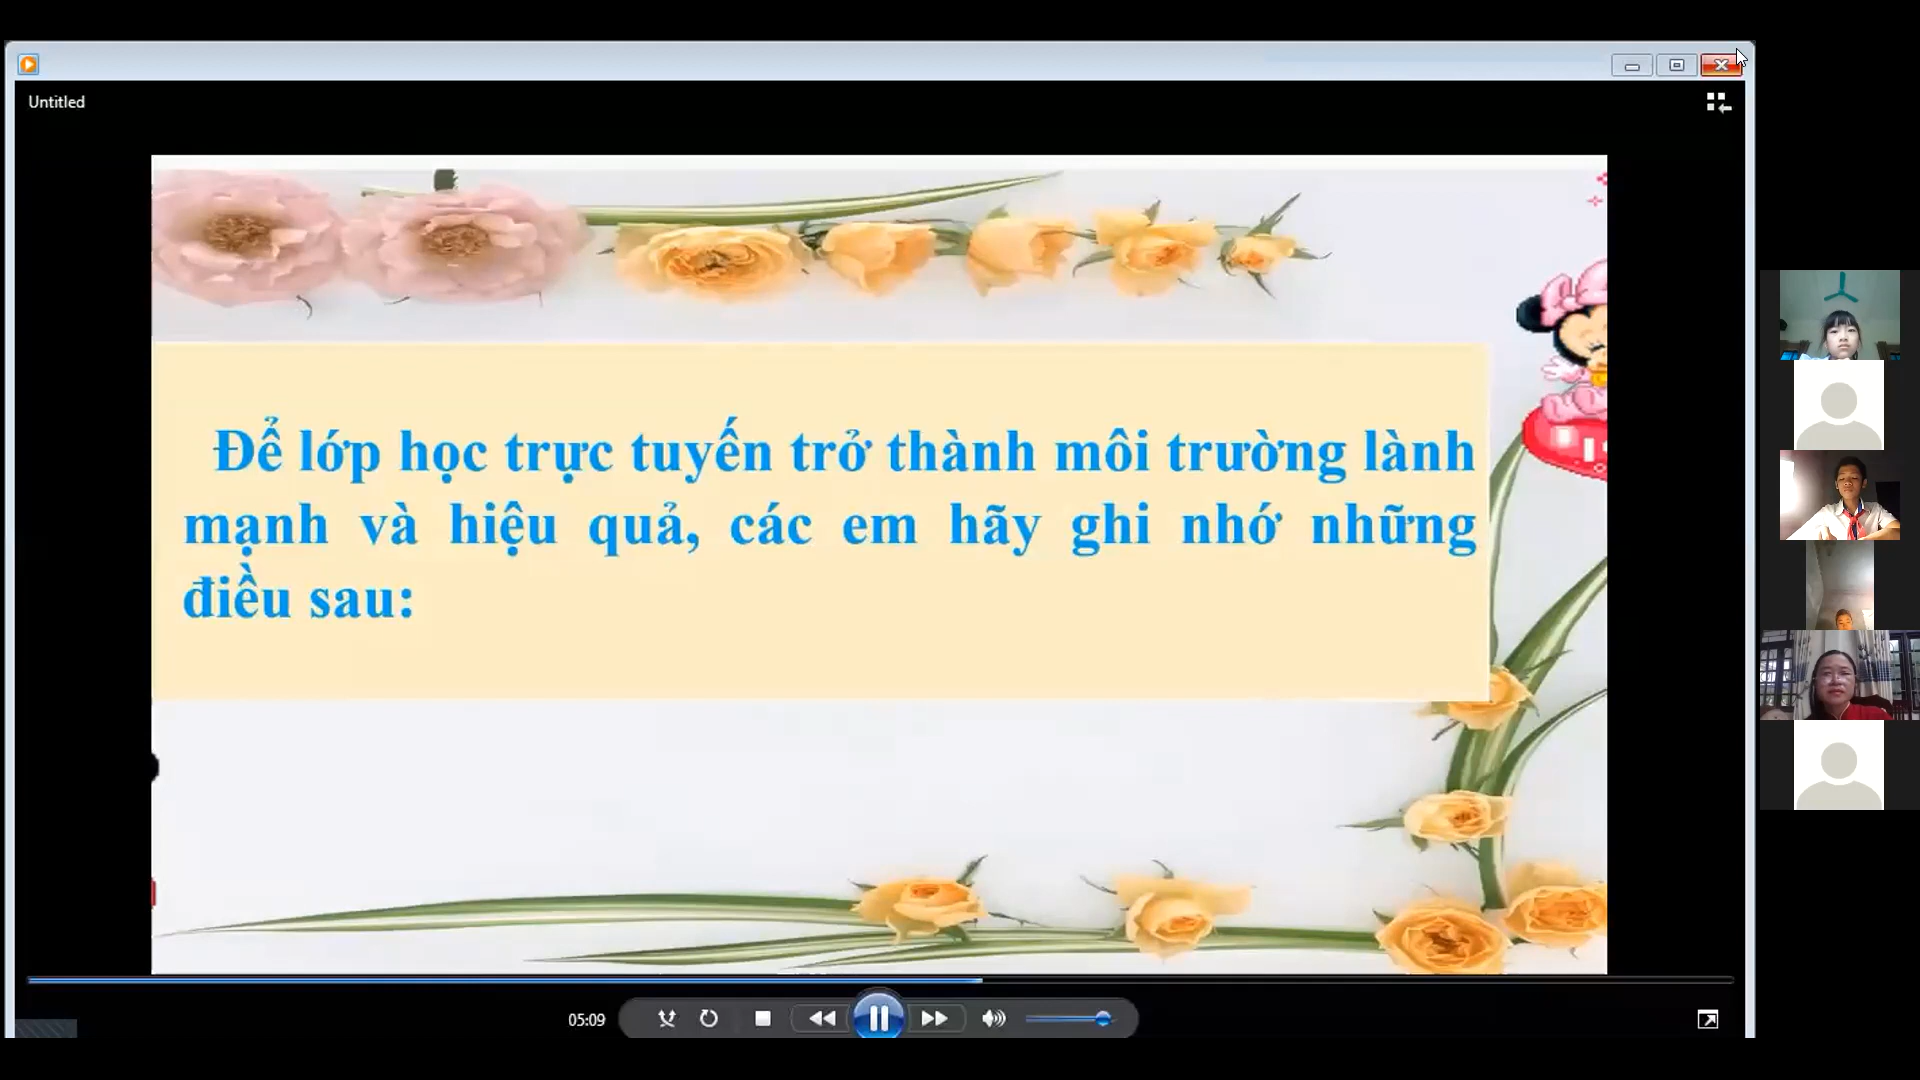 Untitled
Để lớp học trực tuyến trở thành môi trường lành
mạnh và hiệu quả, các em hãy ghi nhớ những
điều sau:
05:09